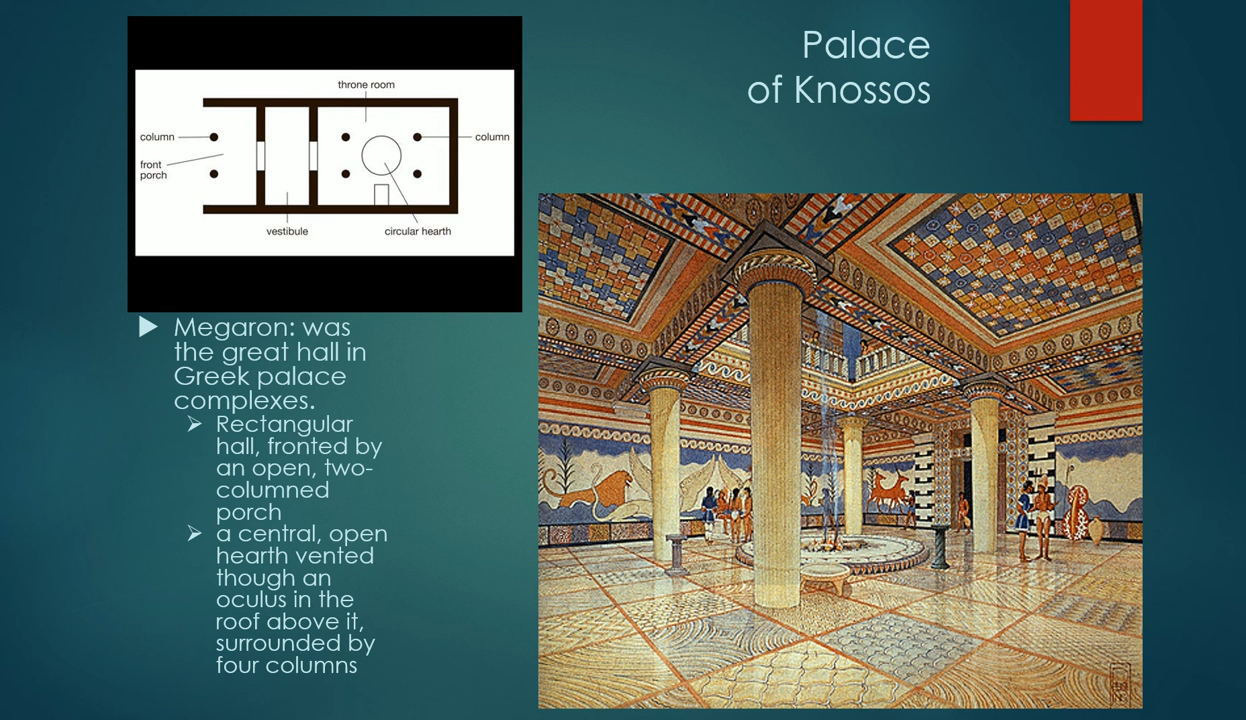 Palace
of Knossos
throne room
column
column
front
porch
vestibule
circular hearth
Megaron: was
the great hall in
Greek palace
complexes.
Rectangular
hall, fronted by
an open, two-
columned
porch
a central, open
hearth vented
though an
oculus in the
roof above it,
surrounded by
four columns